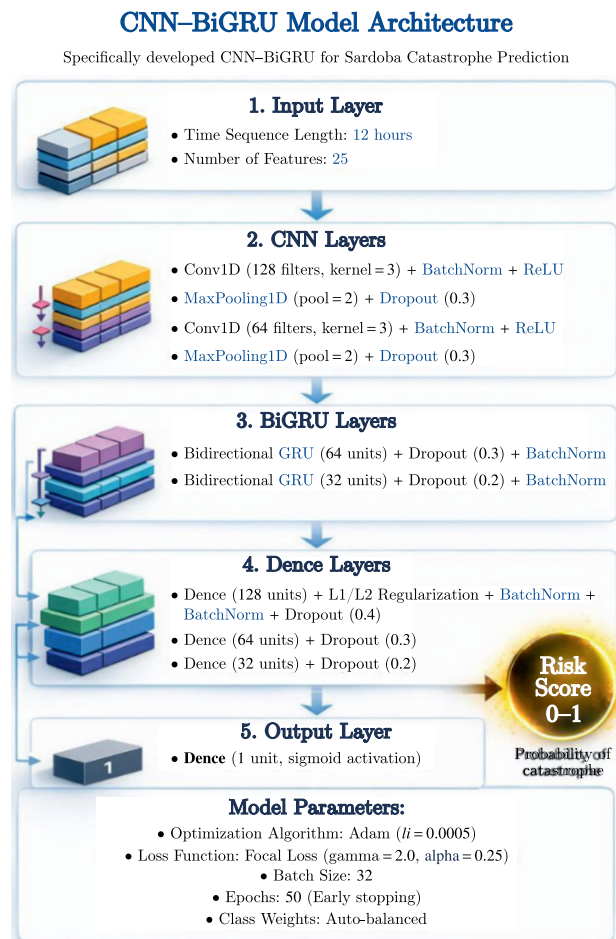 CNN–BiGRU Model Architecture
Specifically developed CNN–BiGRU for Sardoba Catastrophe Prediction
1. Input Layer
• Time Sequence Length: 12 hours
• Number of Features: 25
2. CNN Layers
• Conv1D (128 filters, kernel = 3) + BatchNorm + ReLU
• MaxPooling1D (pool = 2) + Dropout (0.3)
• Conv1D (64 filters, kernel = 3) + BatchNorm + ReLU
• MaxPooling1D (pool = 2) + Dropout (0.3)
3. BiGRU Layers
• Bidirectional GRU (64 units) + Dropout (0.3) + BatchNorm
• Bidirectional GRU (32 units) + Dropout (0.2) + BatchNorm
4. Dence Layers
• Dence (128 units) + L1/L2 Regularization + BatchNorm +
BatchNorm + Dropout (0.4)
• Dence (64 units) + Dropout (0.3)
• Dence (32 units) + Dropout (0.2)
Risk
Score
0–1
Probability of
catastrophe
5. Output Layer
• Dence (1 unit, sigmoid activation)
1
Model Parameters:
• Optimization Algorithm: Adam (li = 0.0005)
• Loss Function: Focal Loss (gamma = 2.0, alpha = 0.25)
• Batch Size: 32
• Epochs: 50 (Early stopping)
• Class Weights: Auto-balanced